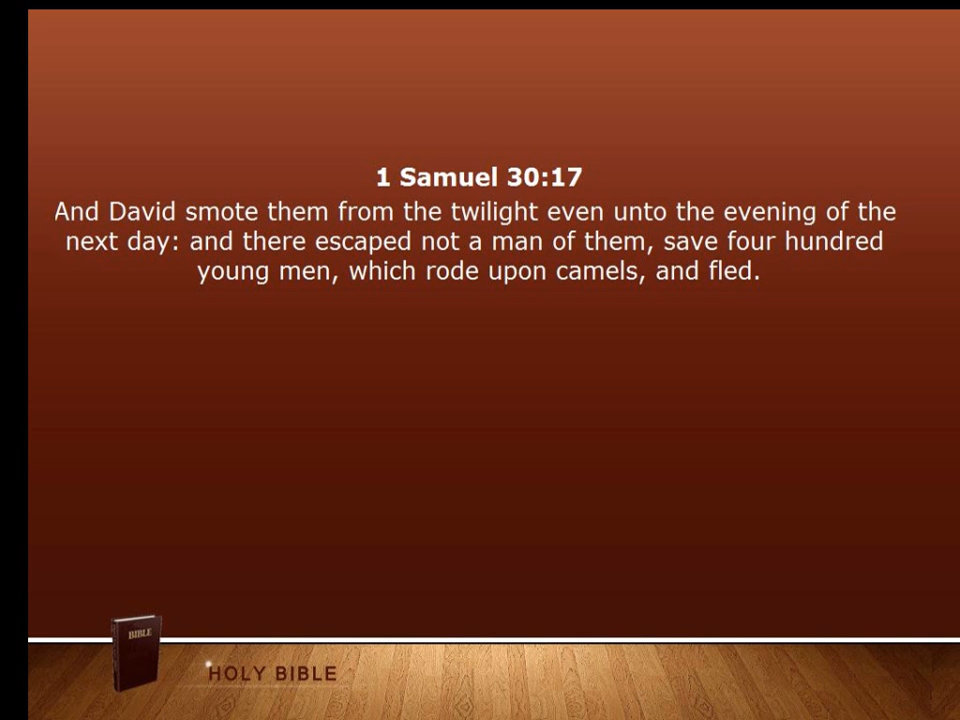 1 Samuel 30:17
And David smote them from the twilight even unto the evening of the
next day: and there escaped not a man of them, save four hundred
young men, which rode upon camels, and fled.
BIBLE
HOLY BIBLE